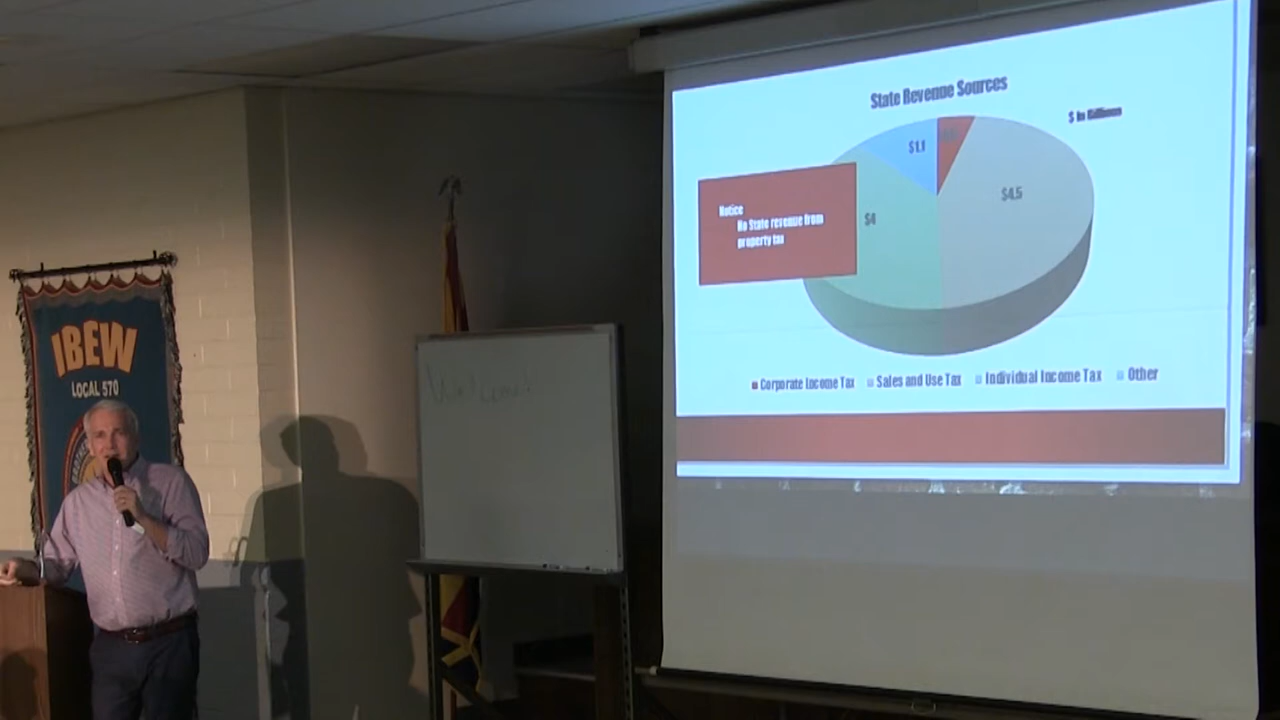 State Revenue Sources
$ in Billions
$1.1
$4.5
$4
Notice
No State revenue from
property tax
Corporate Income Tax
Sales and Use Tax
Individual Income Tax
Other
IBEW
LOCAL 570